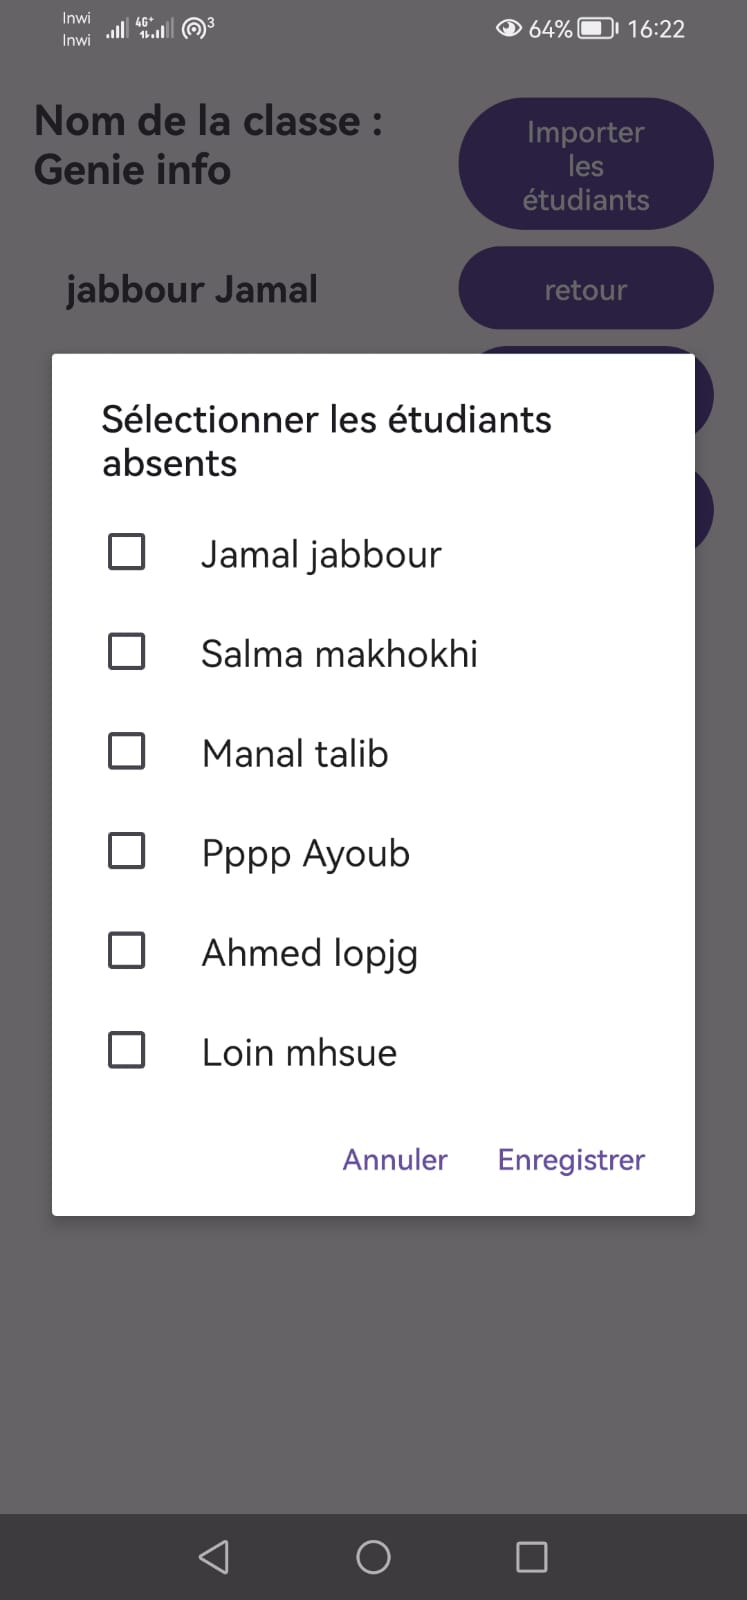 Inwi
Inwi
4G+
3
64%
16:22
Nom de la classe :
Genie info
Importer
les
étudiants
jabbour Jamal
retour
Sélectionner les étudiants
absents
Jamal jabbour
Salma makhokhi
Manal talib
Pppp Ayoub
Ahmed lopjg
Loin mhsue
Annuler
Enregistrer